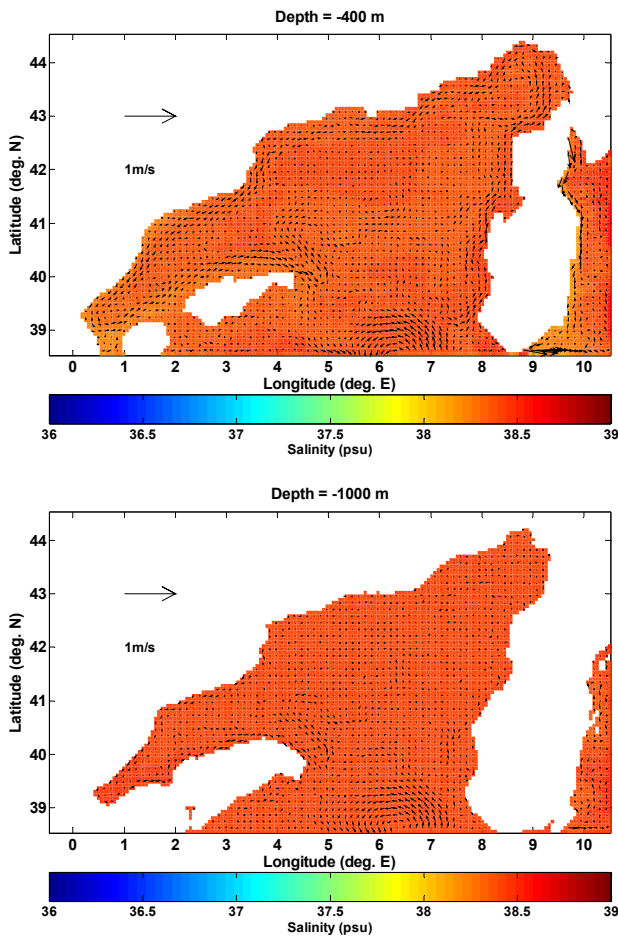 Depth = -400 m
44
43
42
41
40
39
Latitude (deg. N)
1m/s
0 1 2 3 4 5 6 7 8 9 10
Longitude (deg. E)
36 36.5 37 37.5 38 38.5 39
Salinity (psu)
Depth = -1000 m
44
43
42
41
40
39
Latitude (deg. N)
1m/s
0 1 2 3 4 5 6 7 8 9 10
Longitude (deg. E)
36 36.5 37 37.5 38 38.5 39
Salinity (psu)